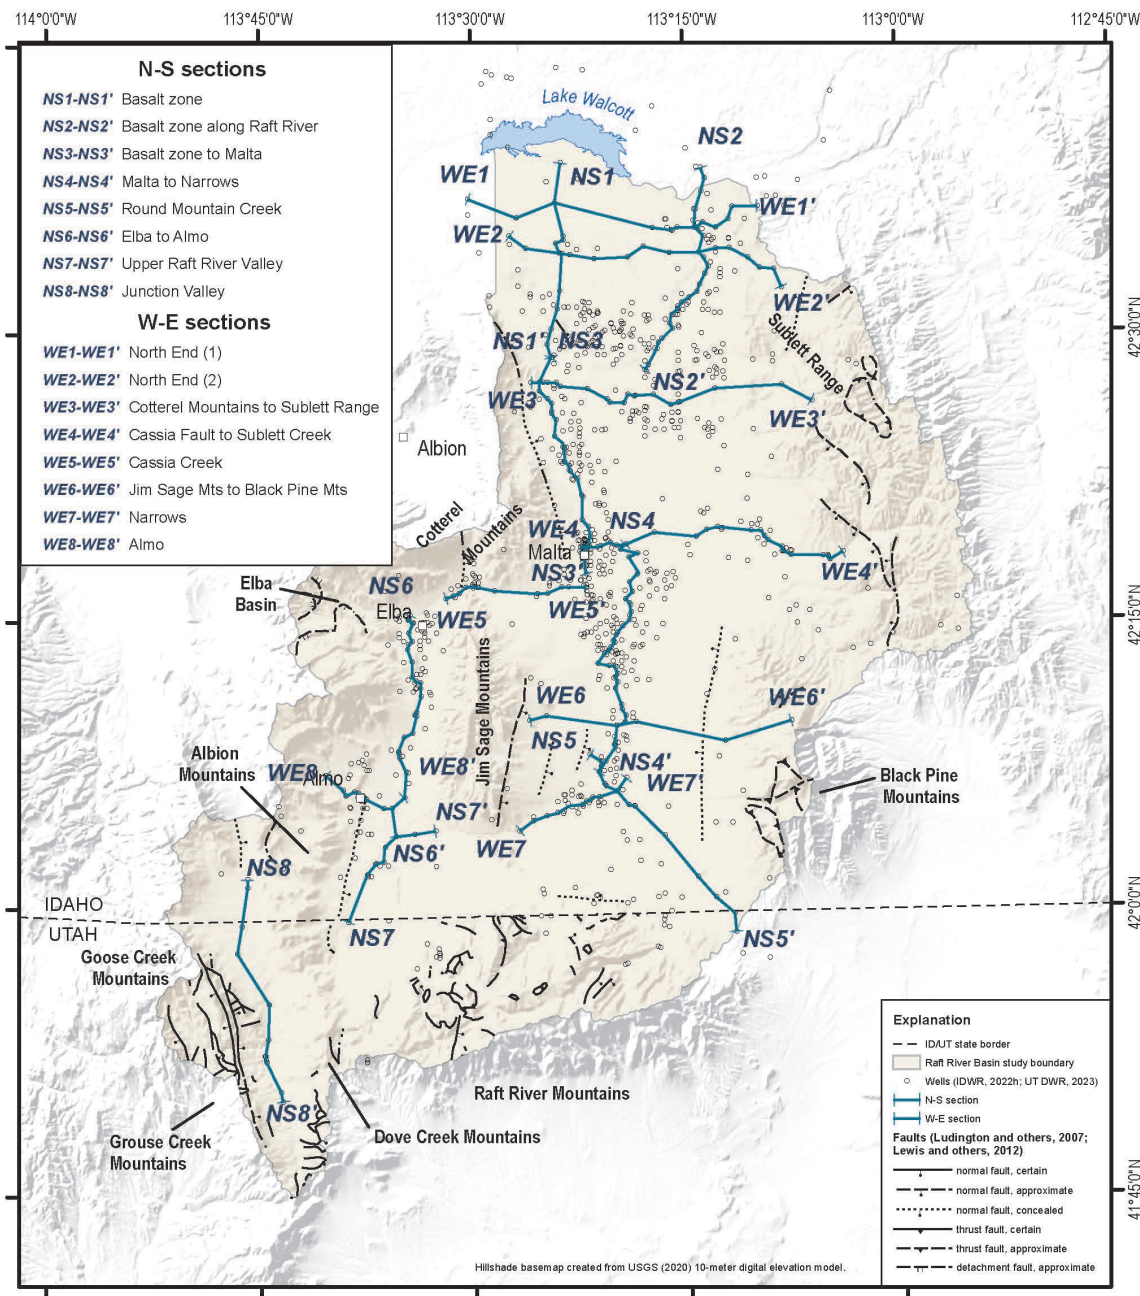 114°0'0"W 113°45'0"W 113°30'0"W 113°15'0"W 113°0'0"W 112°45'0"W
N-S sections
NS1-NS1' Basalt zone
NS2-NS2' Basalt zone along Raft River
NS3-NS3' Basalt zone to Malta
NS4-NS4' Malta to Narrows
NS5-NS5' Round Mountain Creek
NS6-NS6' Elba to Almo
NS7-NS7' Upper Raft River Valley
NS8-NS8' Junction Valley
W-E sections
WE1-WE1' North End (1)
WE2-WE2' North End (2)
WE3-WE3' Cotterel Mountains to Sublett Range
WE4-WE4' Cassia Fault to Sublett Creek
WE5-WE5' Cassia Creek
WE6-WE6' Jim Sage Mts to Black Pine Mts
WE7-WE7' Narrows
WE8-WE8' Almo
Lake Walcott
NS2
WE1
NS1
WE1'
WE2
WE2'
42°30'0"N
NS1'
NS3
Sublett Range
NS2'
WE3
WE3'
Albion
Cotterel
Mountains
WE4
NS4
Malta
NS3'
WE4'
Elba
Basin
NS6
Elba
WE5
WE5'
42°15'0"N
Jim Sage Mountains
WE6
WE6'
NS5
Albion
Mountains
WE8
Almo
WE8'
NS4'
WE7'
Black Pine
Mountains
NS7'
NS6'
WE7
NS8
IDAHO
UTAH
42°0'0"N
NS7
NS5'
Goose Creek
Mountains
NS8'
Raft River Mountains
Grouse Creek
Mountains
Dove Creek Mountains
41°45'0"N
Explanation
ID/UT state border
Raft River Basin study boundary
Wells (IDWR, 2022h; UT DWR, 2023)
N-S section
W-E section
Faults (Ludington and others, 2007;
Lewis and others, 2012)
normal fault, certain
normal fault, approximate
normal fault, concealed
thrust fault, certain
thrust fault, approximate
detachment fault, approximate
Hillshade basemap created from USGS (2020) 10-meter digital elevation model.